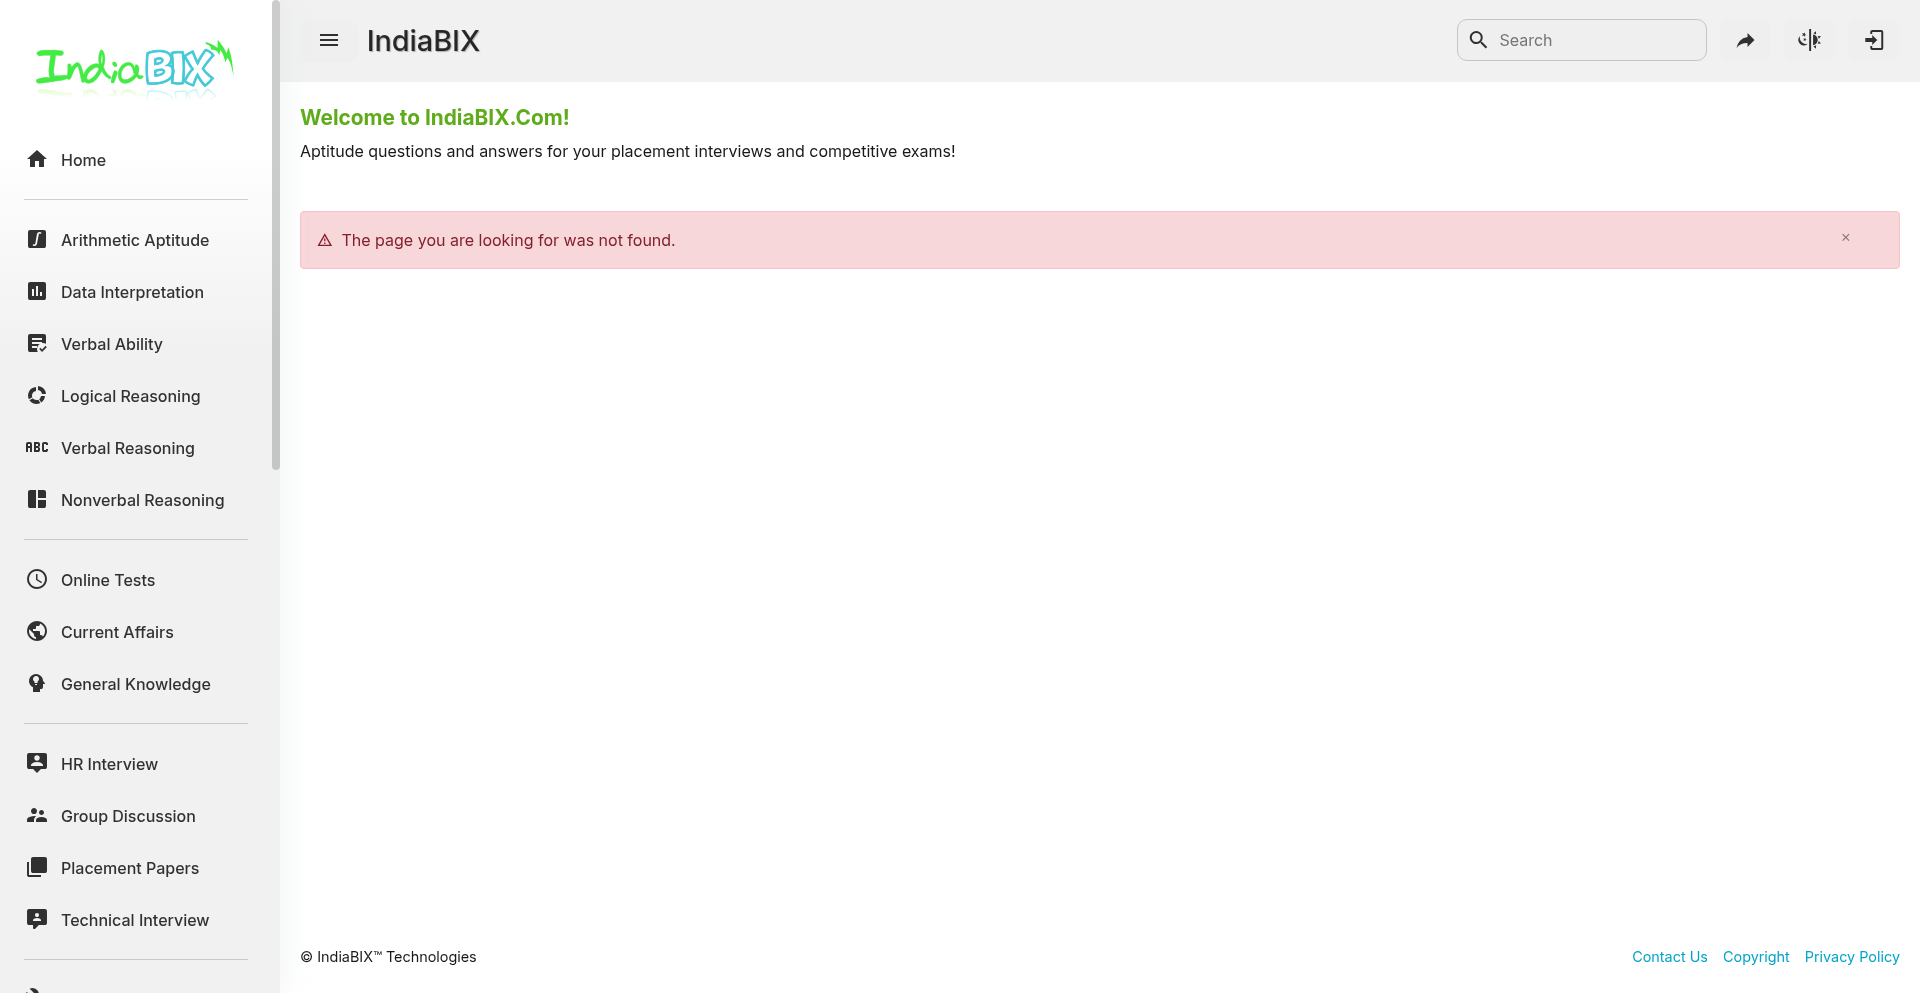 IndiaBIX
IndiaBIX
Search
Home
Arithmetic Aptitude
Data Interpretation
Verbal Ability
Logical Reasoning
ABC Verbal Reasoning
Nonverbal Reasoning
Online Tests
Current Affairs
General Knowledge
HR Interview
Group Discussion
Placement Papers
Technical Interview
Welcome to IndiaBIX.Com!
Aptitude questions and answers for your placement interviews and competitive exams!
The page you are looking for was not found.
© IndiaBIX™ Technologies
Contact Us Copyright Privacy Policy